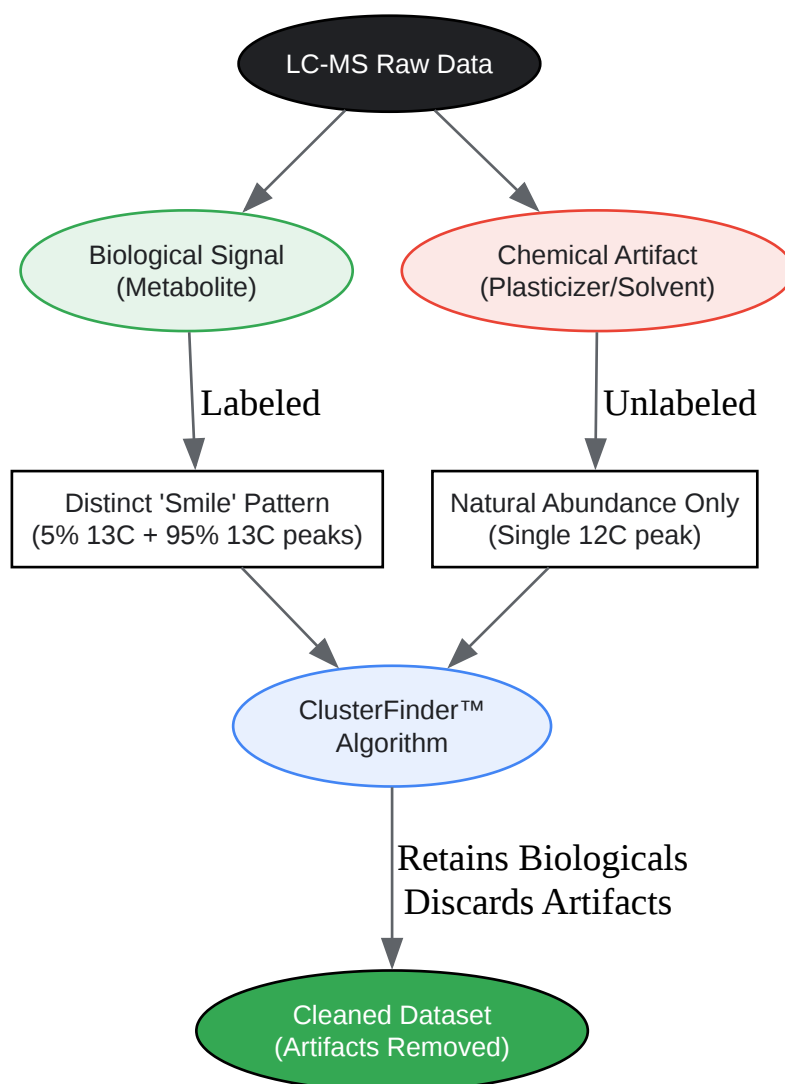 LC-MS Raw Data
Biological Signal
(Metabolite)
Chemical Artifact
(Plasticizer/Solvent)
Labeled
Unlabeled
Distinct 'Smile' Pattern
(5% 13C + 95% 13C peaks)
Natural Abundance Only
(Single 12C peak)
ClusterFinder™
Algorithm
Retains Biologicals
Discards Artifacts
Cleaned Dataset
(Artifacts Removed)